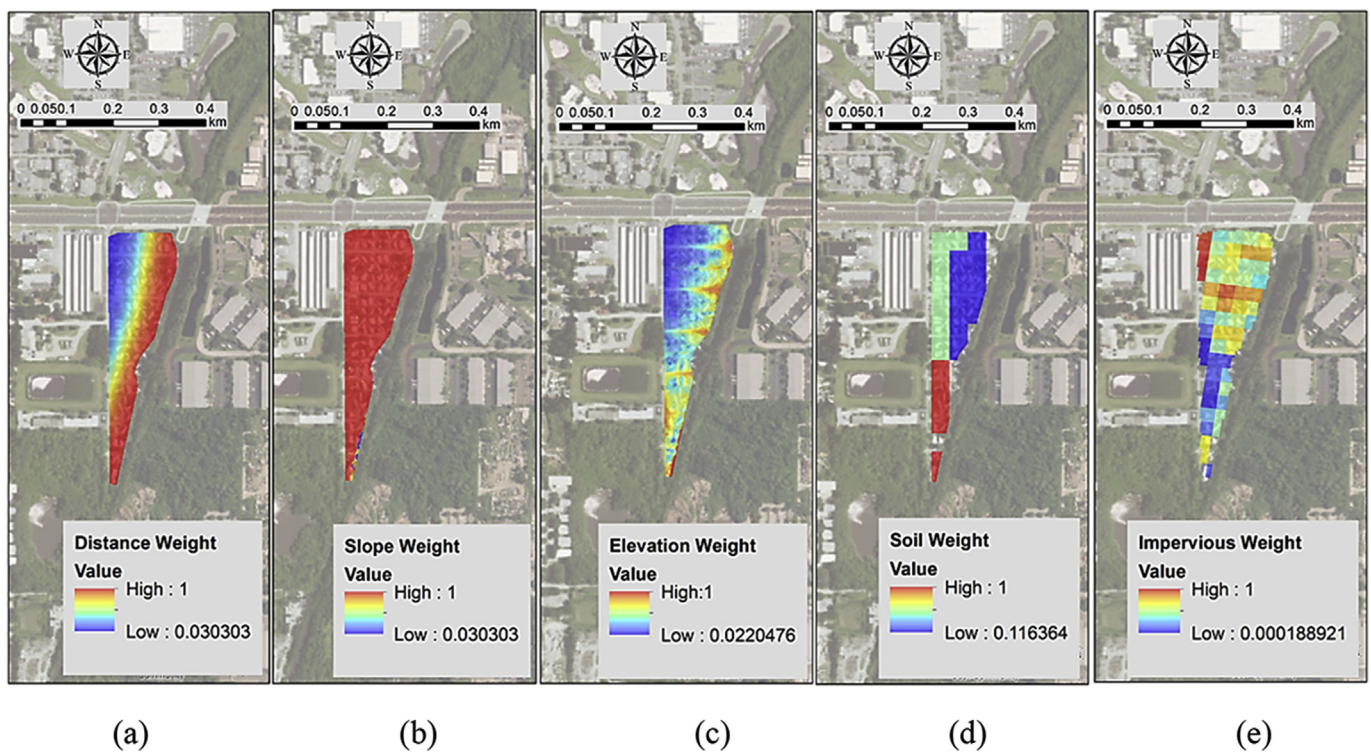 N
W E
S
0 0.050.1 0.2 0.3 0.4
km
Distance Weight
Value
High : 1
Low : 0.030303
(a)
N
W E
S
0 0.050.1 0.2 0.3 0.4
km
Slope Weight
Value
High : 1
Low : 0.030303
(b)
N
W E
S
0 0.050.1 0.2 0.3 0.4
km
Elevation Weight
Value
High:1
Low : 0.0220476
(c)
N
W E
S
0 0.050.1 0.2 0.3 0.4
km
Soil Weight
Value
High : 1
Low : 0.116364
(d)
N
W E
S
0 0.050.1 0.2 0.3 0.4
km
Impervious Weight
Value
High : 1
Low : 0.000188921
(e)